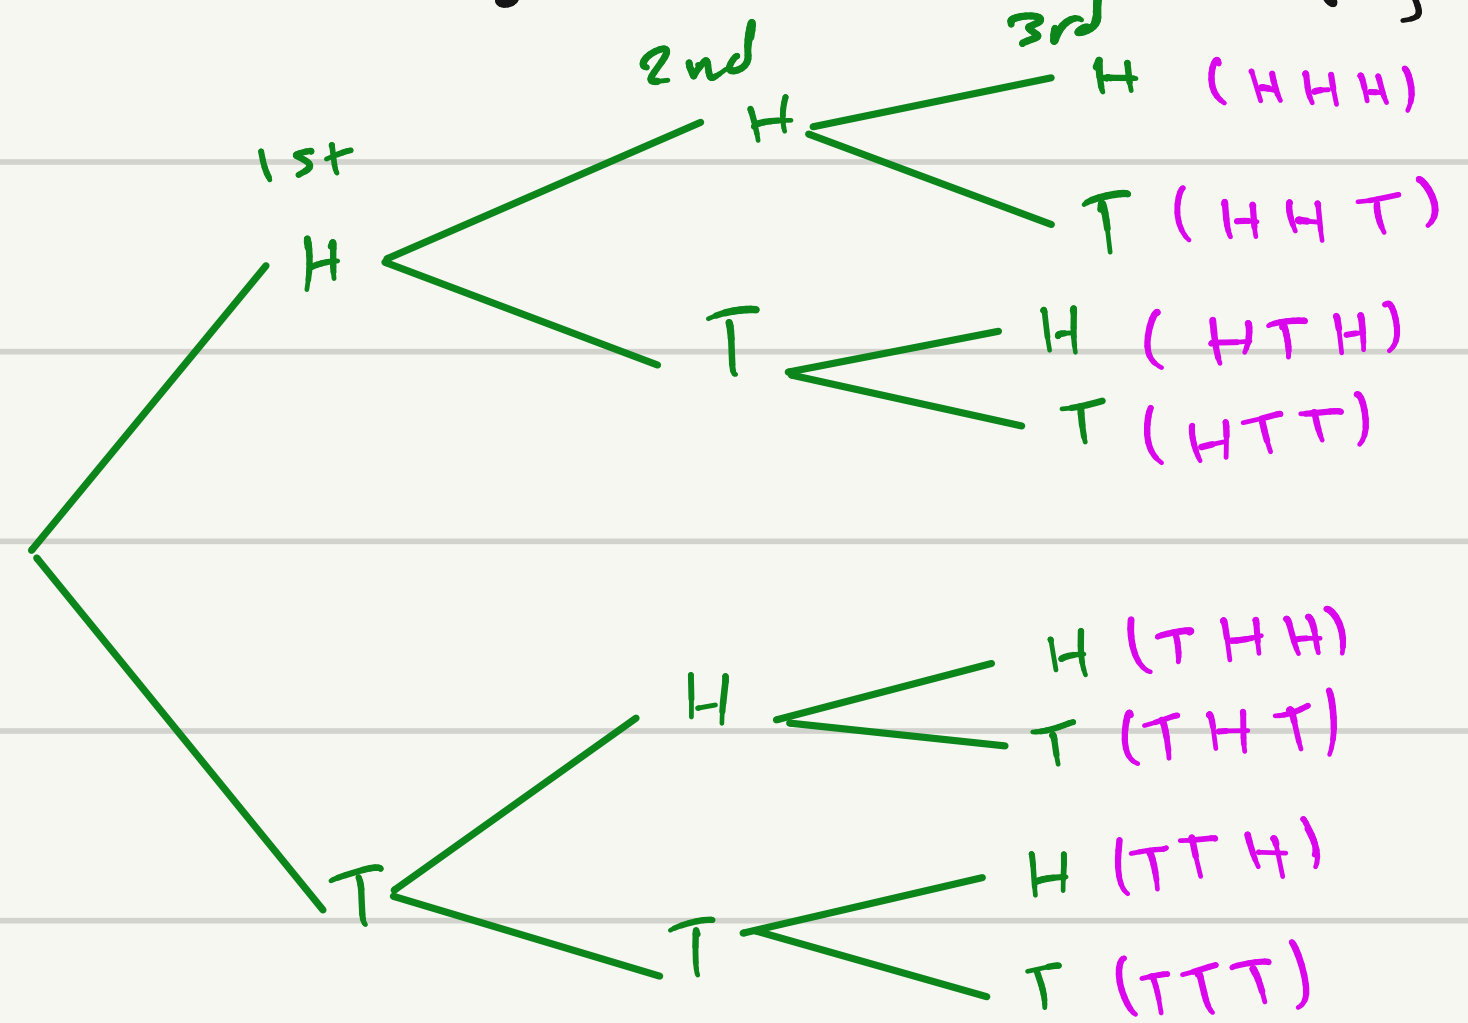 3rd
2nd
H (HHH)
H
1st
T (HHT)
H
H (HTH)
T
T (HTT)
H (THH)
H
T (THT)
H (TTH)
T
T
T (TTT)